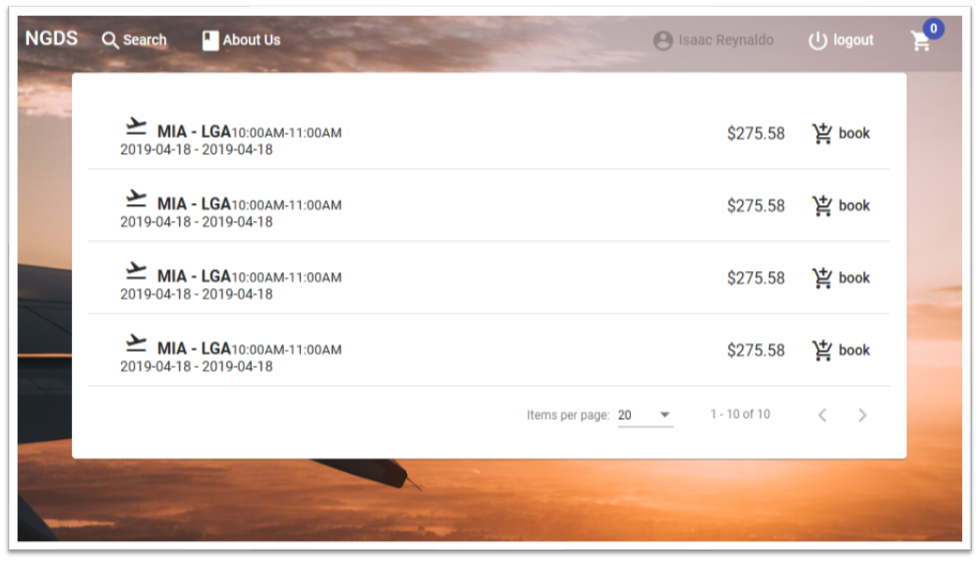 NGDS Search About Us Isaac Reynaldo logout 0
MIA - LGA10:00AM-11:00AM $275.58 book
2019-04-18 - 2019-04-18
MIA - LGA10:00AM-11:00AM $275.58 book
2019-04-18 - 2019-04-18
MIA - LGA10:00AM-11:00AM $275.58 book
2019-04-18 - 2019-04-18
MIA - LGA10:00AM-11:00AM $275.58 book
2019-04-18 - 2019-04-18
Items per page: 20 1 - 10 of 10